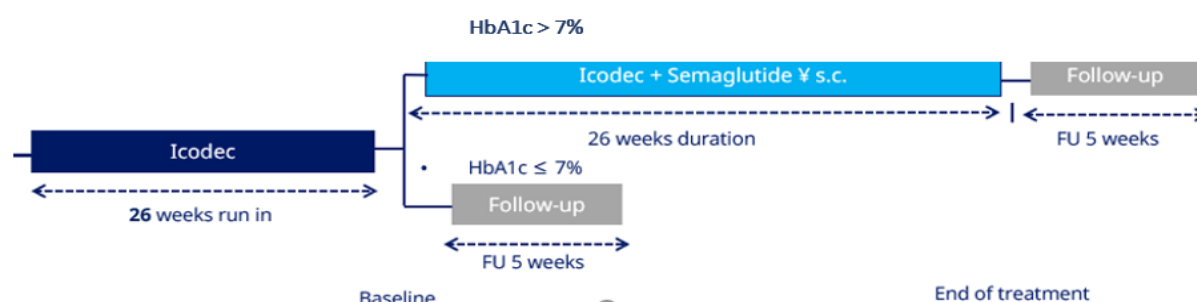 HbA1c > 7%
Icodec + Semaglutide ¥ s.c.
Follow-up
26 weeks duration
FU 5 weeks
Icodec
• HbA1c ≤ 7%
26 weeks run in
Follow-up
FU 5 weeks
Baseline
End of treatment